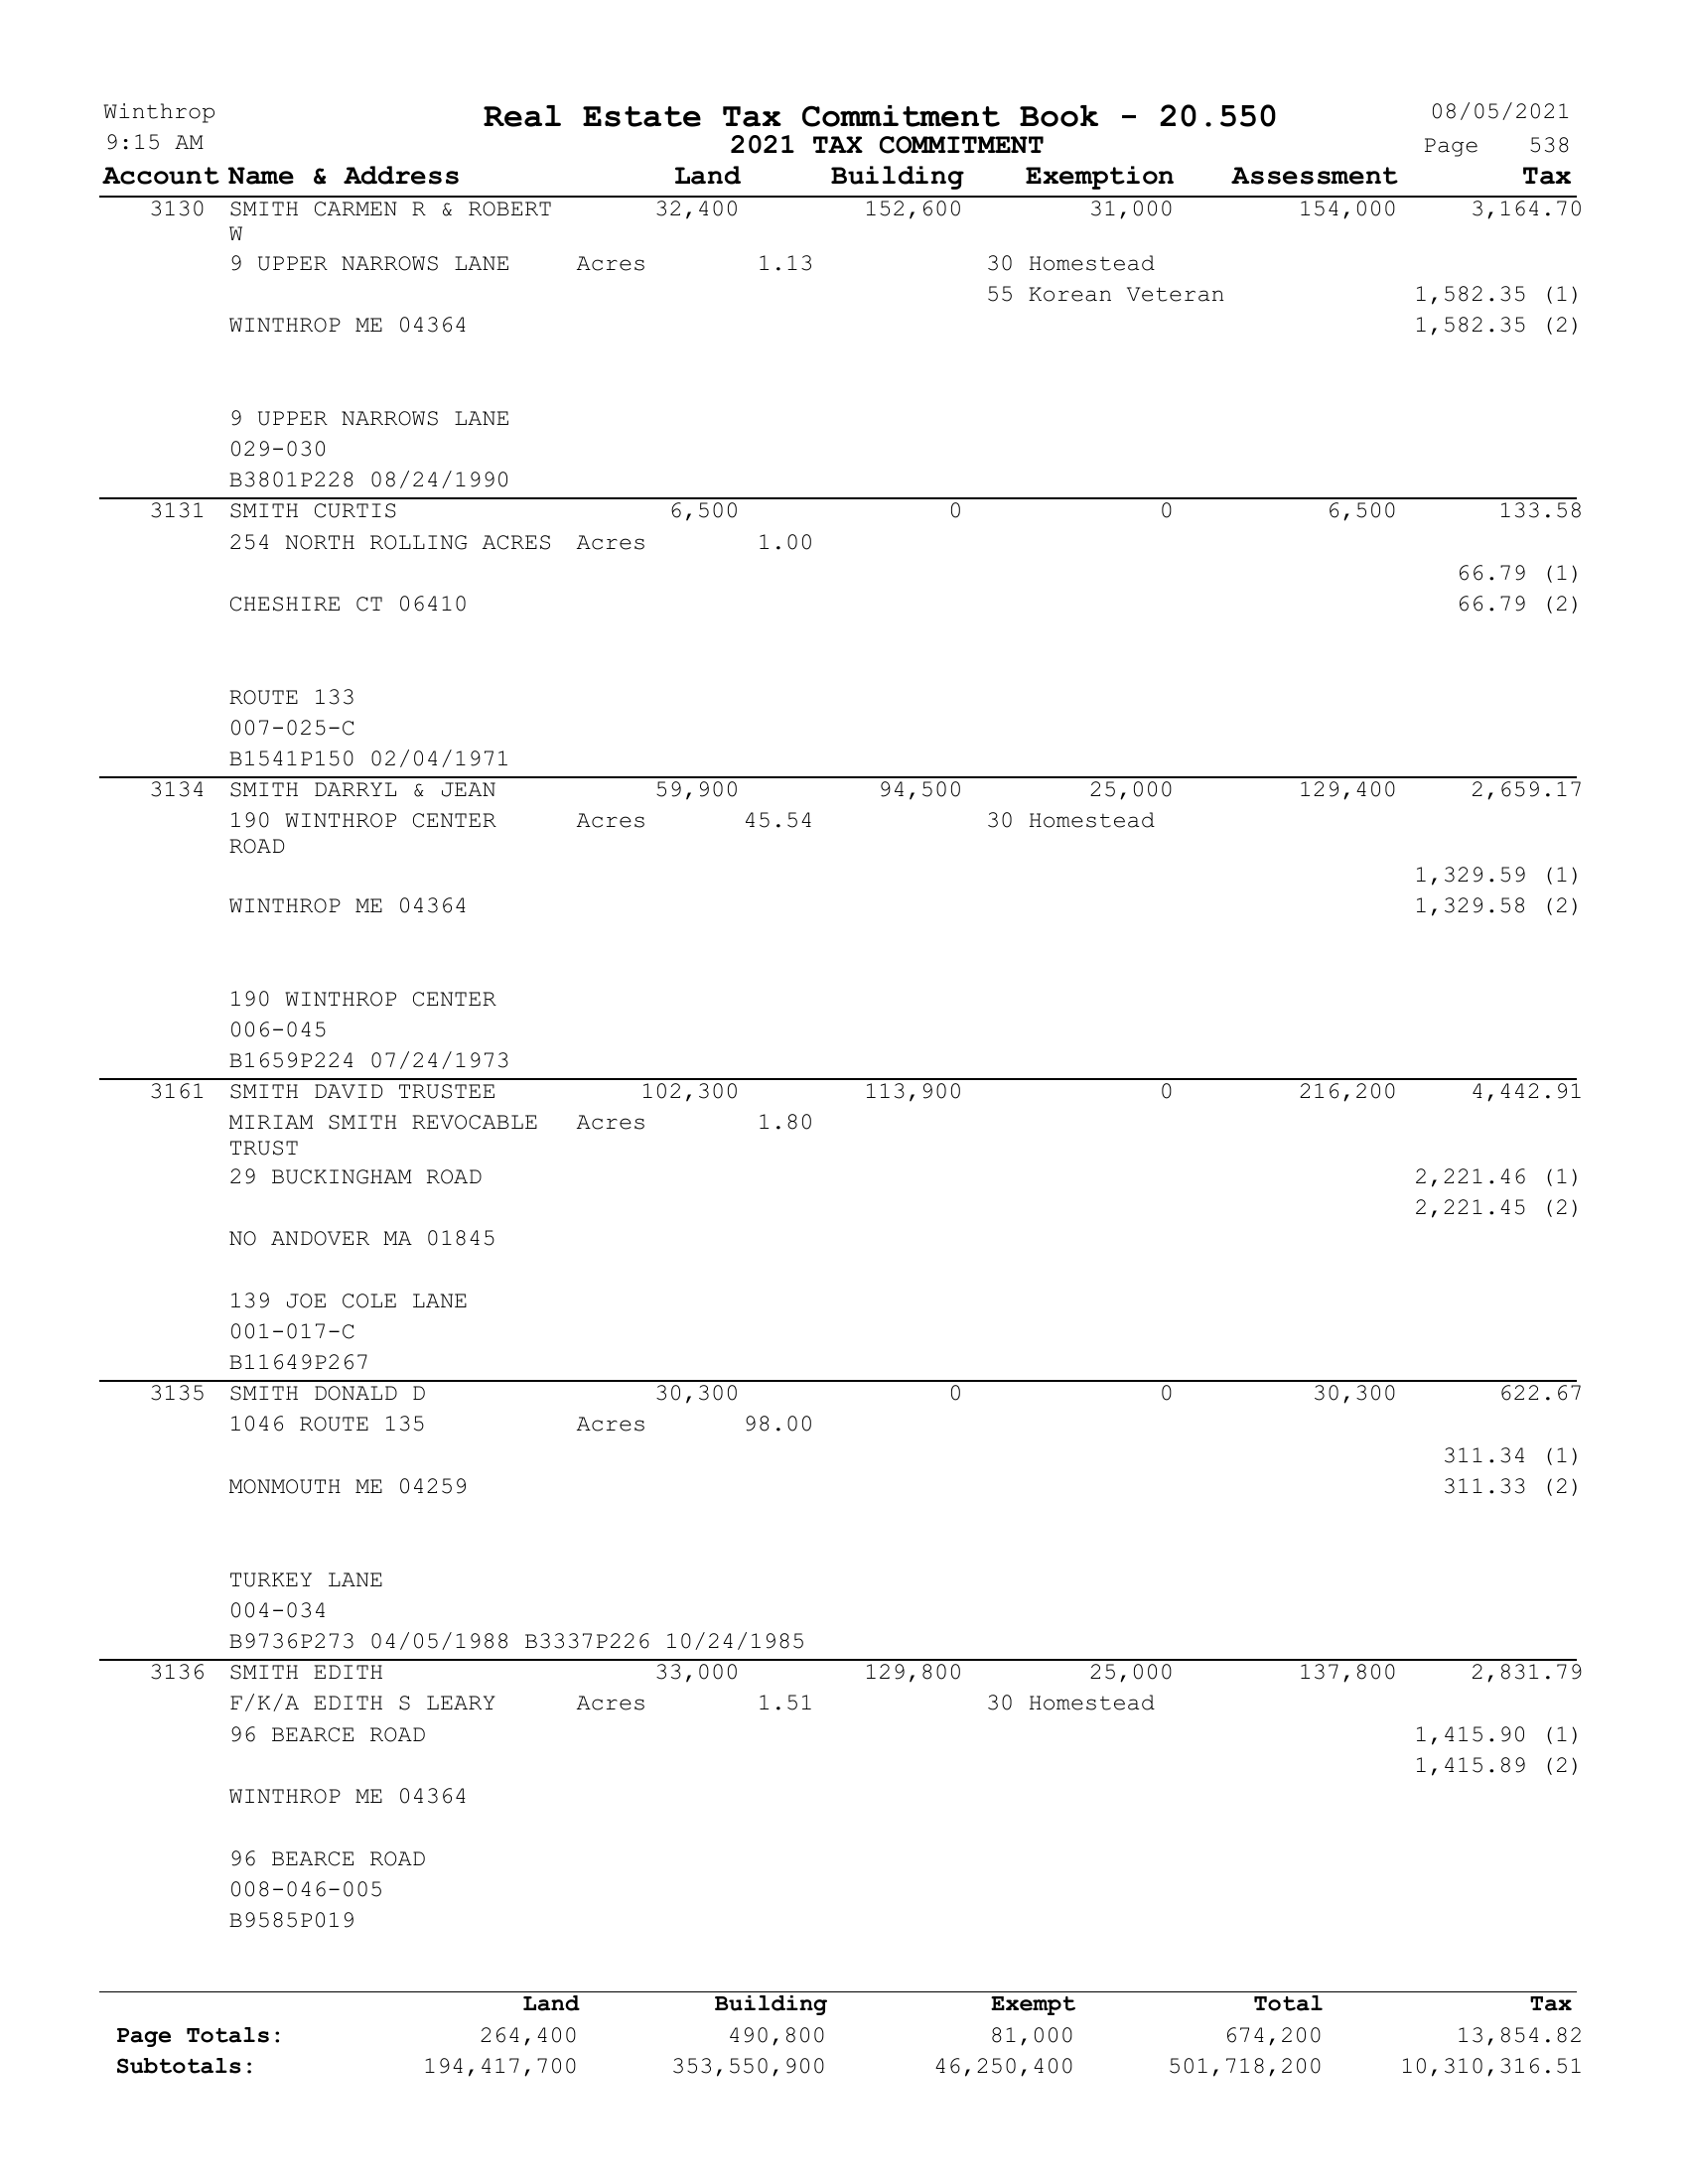 Winthrop Real Estate Tax Commitment Book - 20.550 08/05/2021
9:15 AM 2021 TAX COMMITMENT Page 538
Account Name & Address Land Building Exemption Assessment Tax
3130 SMITH CARMEN R & ROBERT 32,400 152,600 31,000 154,000 3,164.70
W
9 UPPER NARROWS LANE Acres 1.13 30 Homestead
55 Korean Veteran 1,582.35 (1)
WINTHROP ME 04364 1,582.35 (2)
9 UPPER NARROWS LANE
029-030
B3801P228 08/24/1990
3131 SMITH CURTIS 6,500 0 0 6,500 133.58
254 NORTH ROLLING ACRES Acres 1.00
66.79 (1)
CHESHIRE CT 06410 66.79 (2)
ROUTE 133
007-025-C
B1541P150 02/04/1971
3134 SMITH DARRYL & JEAN 59,900 94,500 25,000 129,400 2,659.17
190 WINTHROP CENTER Acres 45.54 30 Homestead
ROAD
1,329.59 (1)
WINTHROP ME 04364 1,329.58 (2)
190 WINTHROP CENTER
006-045
B1659P224 07/24/1973
3161 SMITH DAVID TRUSTEE 102,300 113,900 0 216,200 4,442.91
MIRIAM SMITH REVOCABLE Acres 1.80
TRUST
29 BUCKINGHAM ROAD 2,221.46 (1)
2,221.45 (2)
NO ANDOVER MA 01845
139 JOE COLE LANE
001-017-C
B11649P267
3135 SMITH DONALD D 30,300 0 0 30,300 622.67
1046 ROUTE 135 Acres 98.00
311.34 (1)
MONMOUTH ME 04259 311.33 (2)
TURKEY LANE
004-034
B9736P273 04/05/1988 B3337P226 10/24/1985
3136 SMITH EDITH 33,000 129,800 25,000 137,800 2,831.79
F/K/A EDITH S LEARY Acres 1.51 30 Homestead
96 BEARCE ROAD 1,415.90 (1)
1,415.89 (2)
WINTHROP ME 04364
96 BEARCE ROAD
008-046-005
B9585P019
Land Building Exempt Total Tax
Page Totals: 264,400 490,800 81,000 674,200 13,854.82
Subtotals: 194,417,700 353,550,900 46,250,400 501,718,200 10,310,316.51